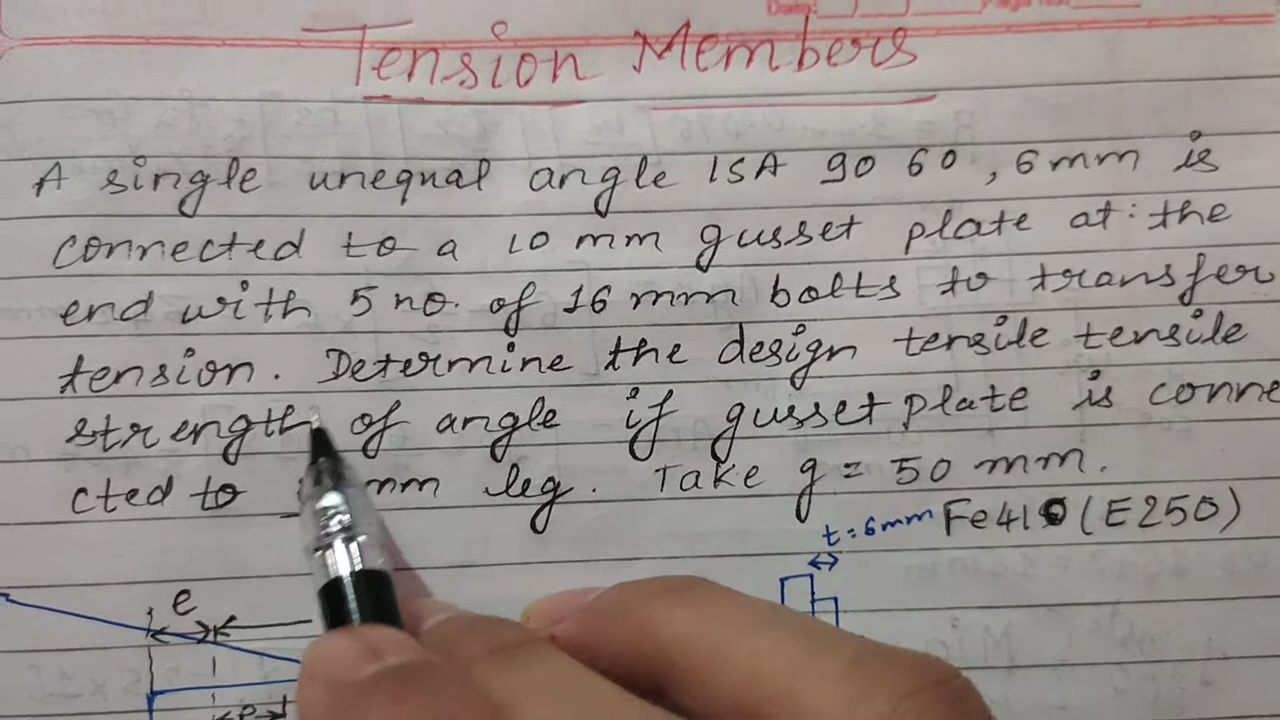 Tension Members
A single unequal angle ISA 90 60, 6mm is
connected to a 10 mm gusset plate at the
end with 5 no. of 16 mm bolts to transfer
tension. Determine the design tensile tensile
strength of angle if gusset plate is conne
cted to mm leg. Take g = 50 mm.
t = 6mm Fe410 (E250)
e